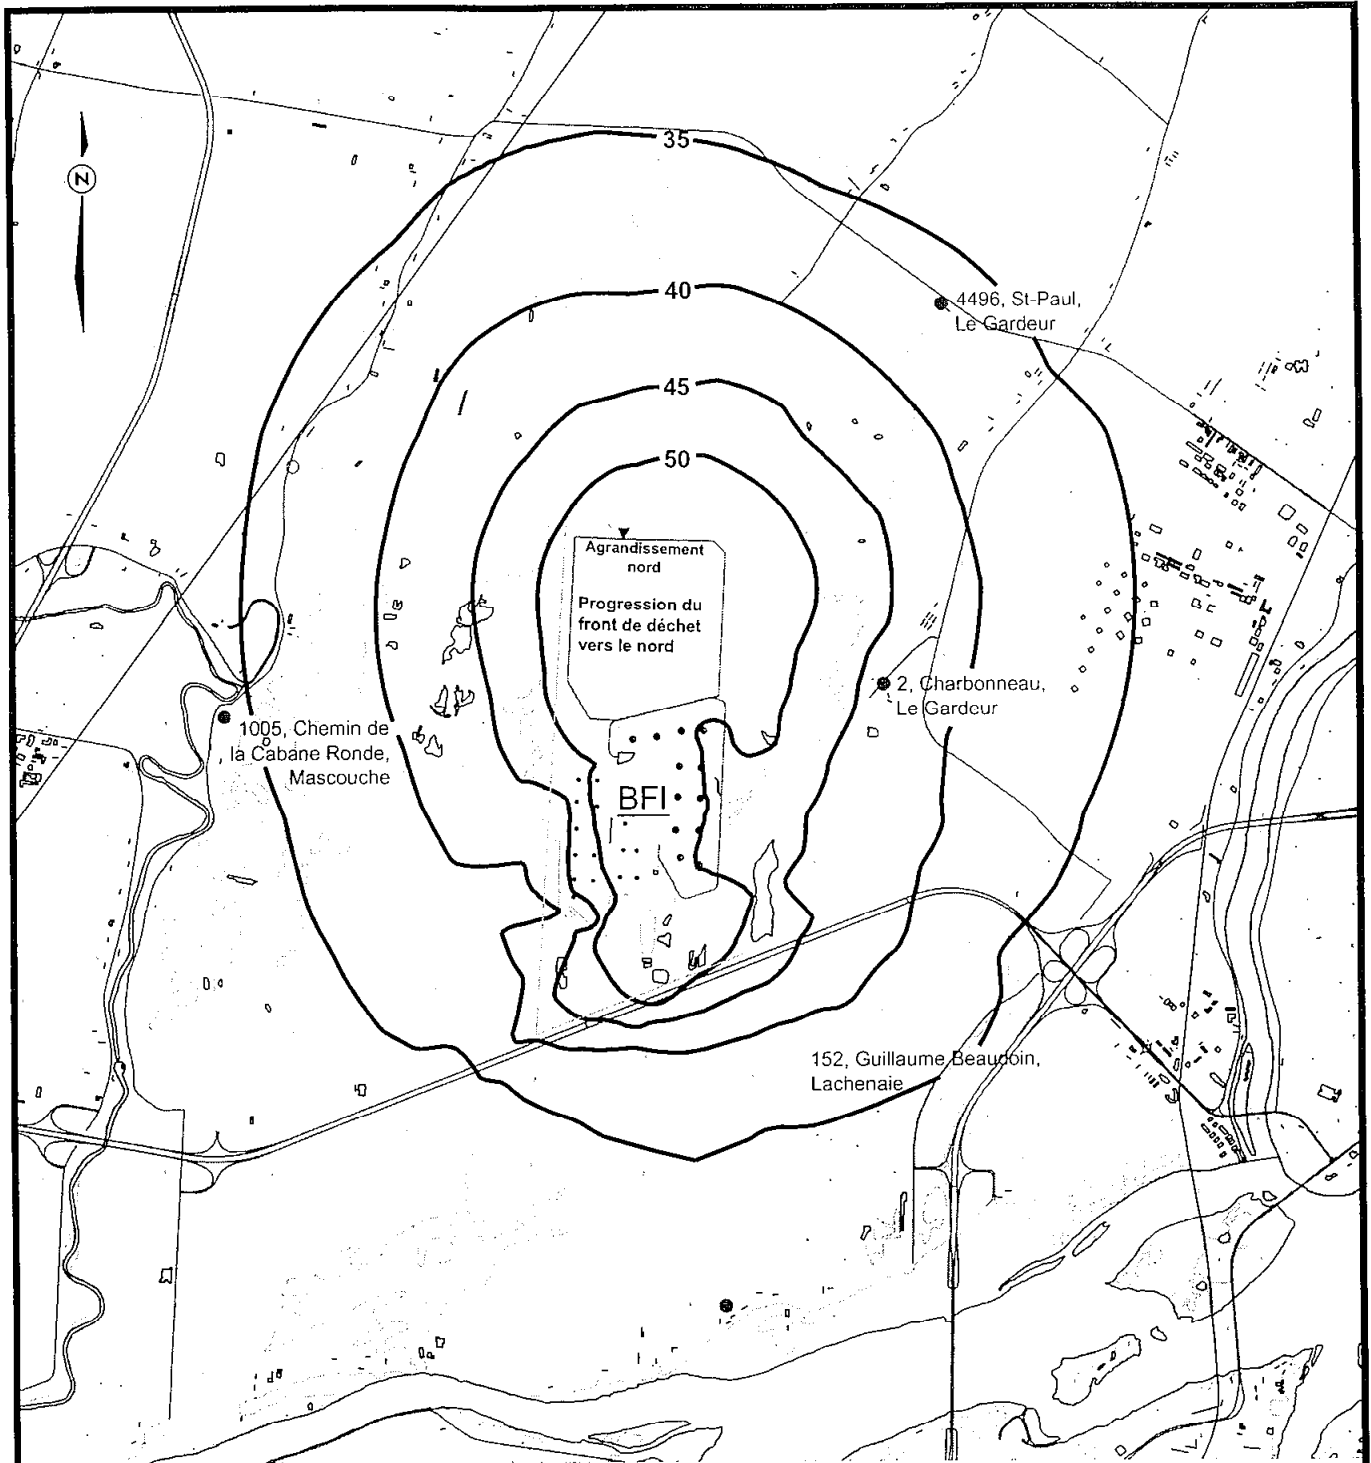 35
N
40
4496, St-Paul,
Le Gardeur
45
50
Agrandissement
nord
Progression du
front de déchet
vers le nord
2, Charbonneau,
Le Gardeur
1005, Chemin de
la Cabane Ronde,
Mascouche
BFI
152, Guillaume Beaudoin,
Lachenaie